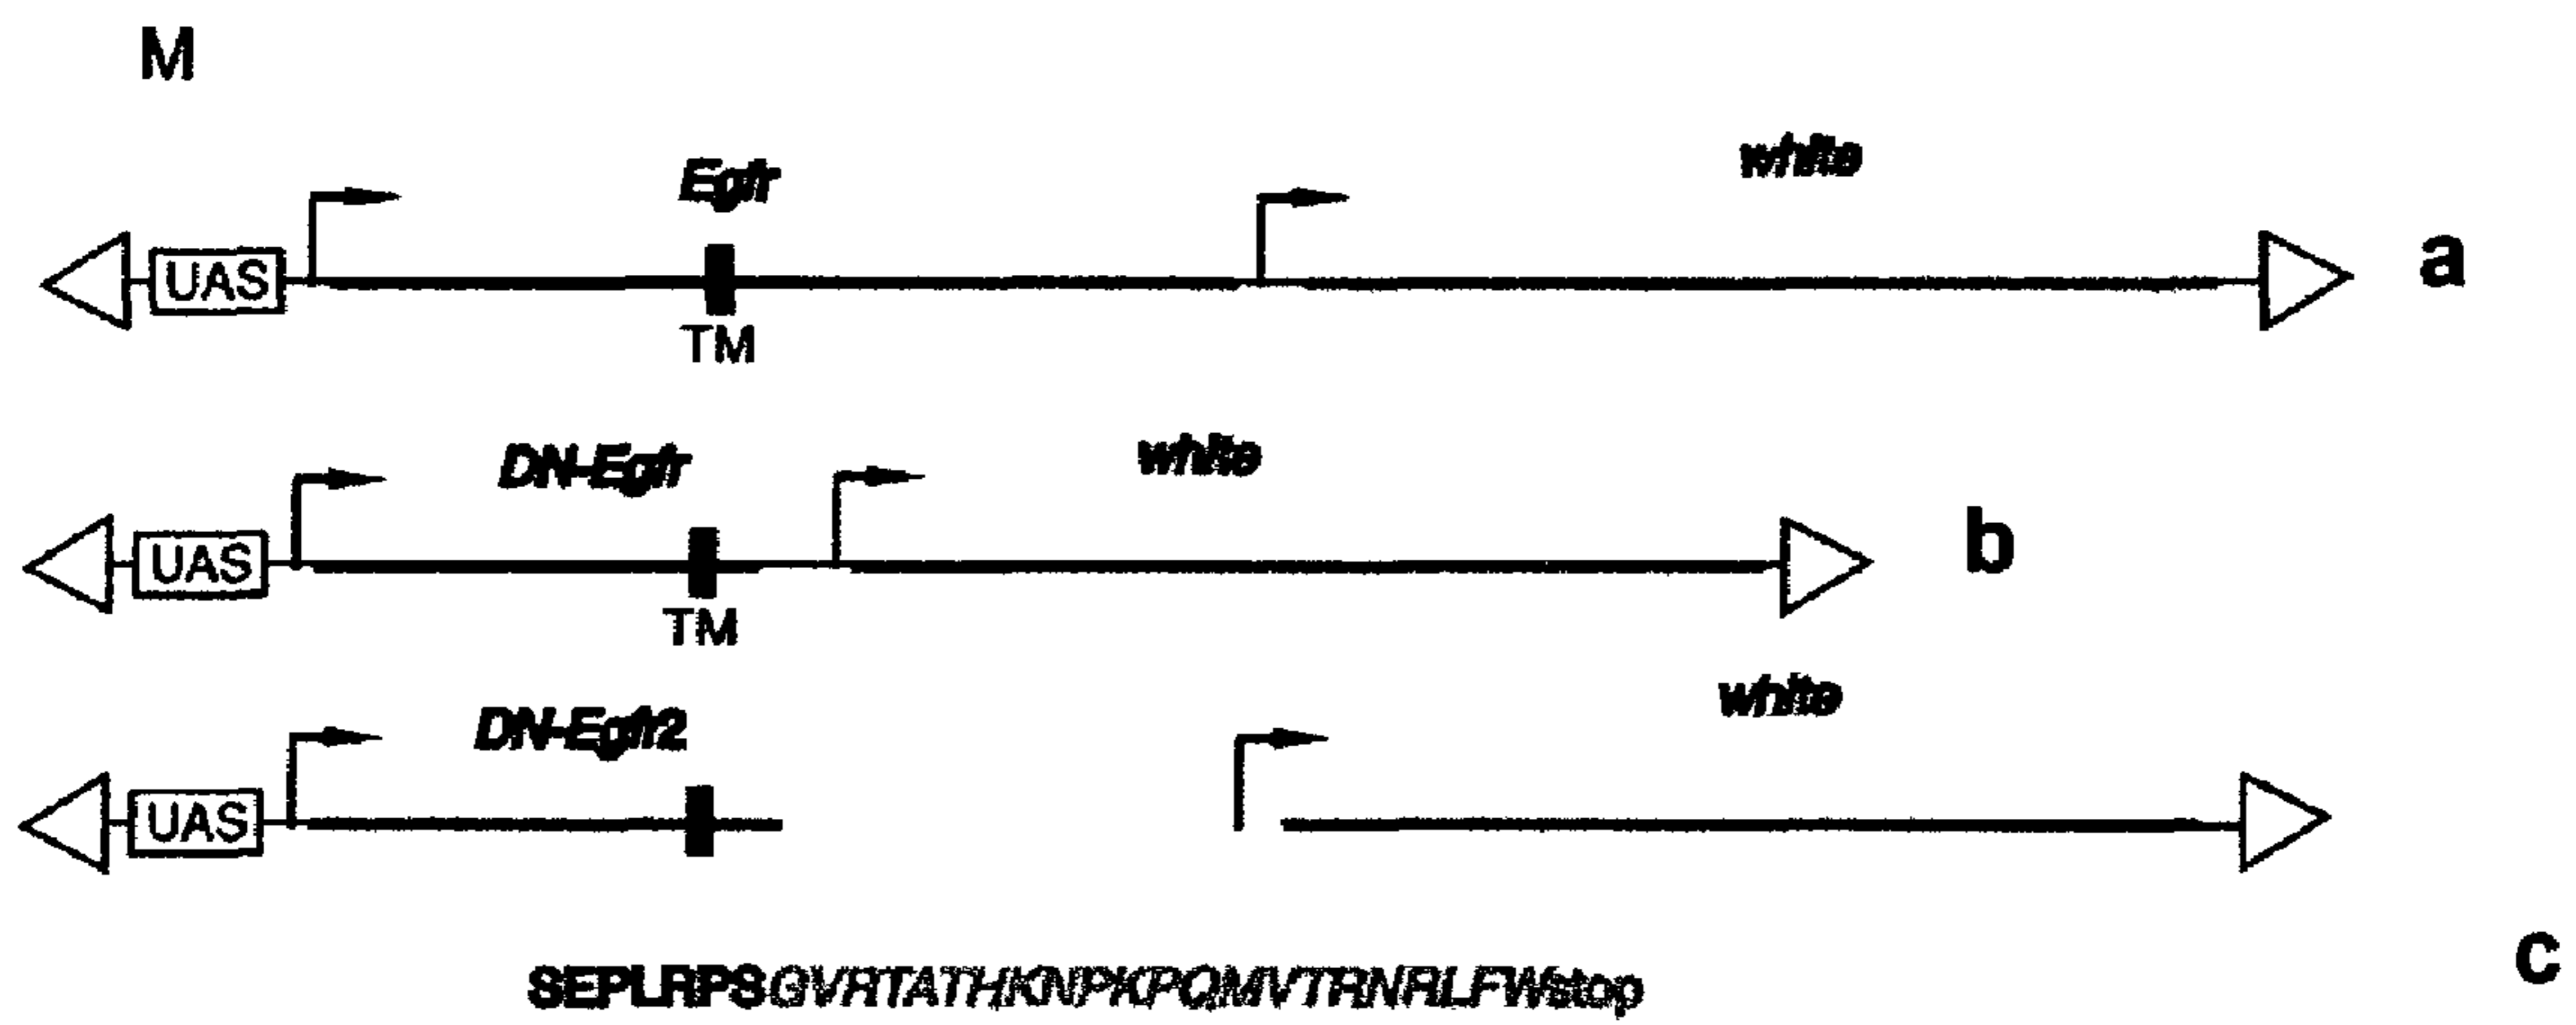 M
Egfr white
UAS a
TM
DN-Egfr white
UAS b
TM
DN-Egfr2 white
UAS
SEPLRPSGVRTATHKNPKPQMVTRNRLFWstop c